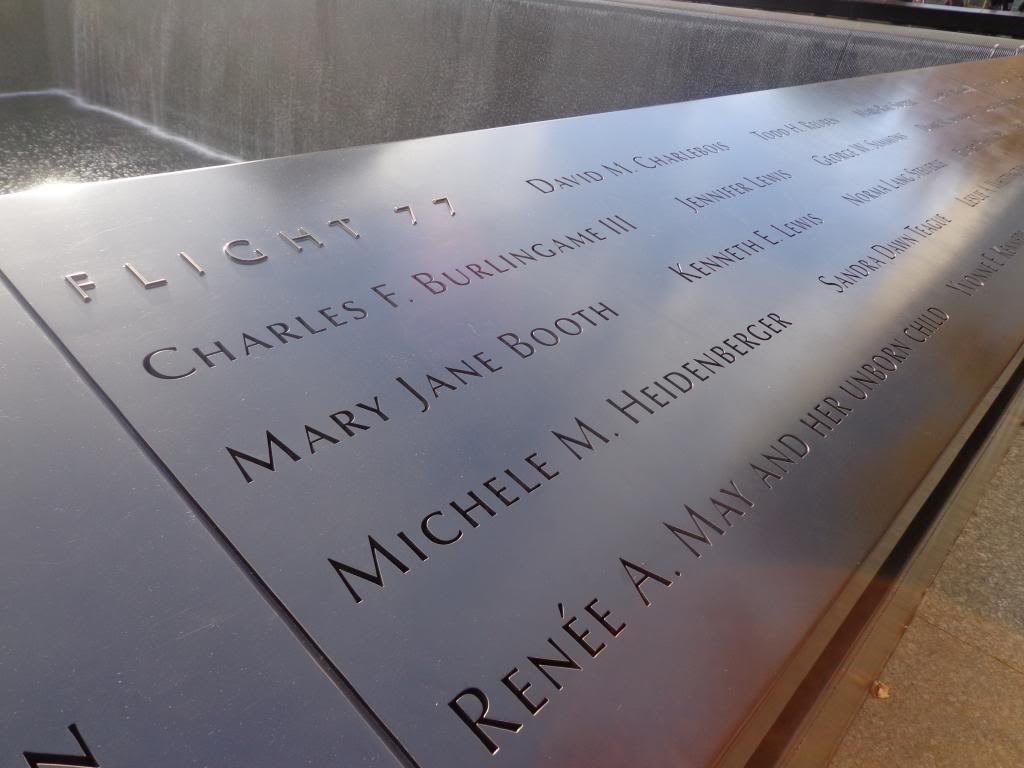 FLIGHT 77
CHARLES F. BURLINGAME III DAVID M. CHARLEBOIS TODD H. REUBEN
MARY JANE BOOTH JENNIFER LEWIS GEORGE W. SIMMONS
MICHELE M. HEIDENBERGER KENNETH E. LEWIS NORMA LANG STEUERLE
RENÉE A. MAY AND HER UNBORN CHILD SANDRA DAWN TEAGUE
YVONNE E.
N